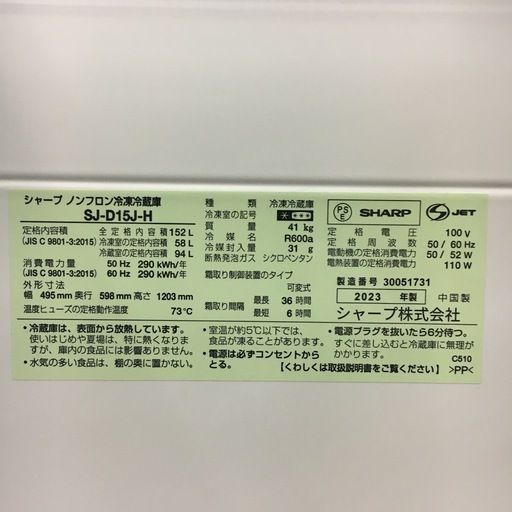 シャープ ノンフロン冷凍冷蔵庫
SJ-D15J-H
定格内容積 全定格内容積 152 L
(JIS C 9801-3:2015) 冷凍室の定格内容積 58 L
冷蔵室の定格内容積 94 L
消費電力量 50 Hz 290 kWh/年
(JIS C 9801-3:2015) 60 Hz 290 kWh/年
外形寸法
幅 495 mm 奥行 598 mm 高さ 1203 mm
温度ヒューズの定格動作温度 73℃
種類 冷凍冷蔵庫
冷凍室の記号
質量 41 kg
冷媒 R600a
冷媒封入量 31 g
断熱発泡ガス シクロペンタン
霜取り制御装置のタイプ
可変式
霜取り間隔 最長 36 時間
最短 6 時間
PSE SHARP JET
定格電圧 100 V
定格周波数 50/60 Hz
電動機の定格消費電力 50/52 W
電熱装置の定格消費電力 110 W
製造番号 30051731
2023 年製 中国製
シャープ株式会社
・冷蔵庫は、表面から放熱しています。
使いはじめや夏場は、特に熱くなりま
すが、庫内の食品には影響ありません。
・水気の多い食品は、棚の奥に置かない。
・室温が約5℃以下では、
食品が凍ることがあります。
・電源は必ずコンセントから
とる。
・電源プラグを抜いたら6分待つ。
すぐに差し込むと冷蔵庫に無理が
かかります。
【くわしくは取扱説明書をご覧ください】
C510
>PP<